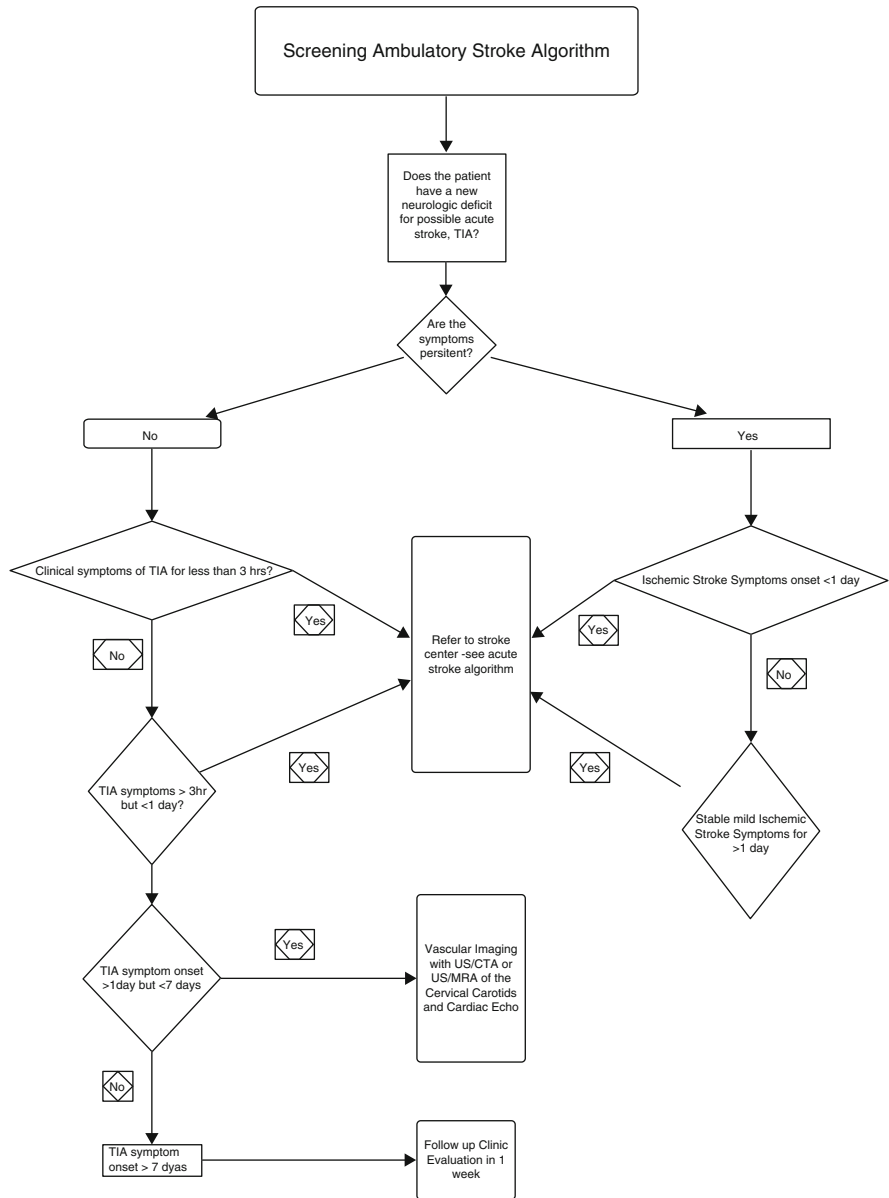 Screening Ambulatory Stroke Algorithm
Does the patient
have a new
neurologic deficit
for possible acute
stroke, TIA?
Are the
symptoms
persitent?
No
Yes
Clinical symptoms of TIA for less than 3 hrs?
Ischemic Stroke Symptoms onset <1 day
Yes
Yes
Refer to stroke
center -see acute
stroke algorithm
No
No
Yes
Yes
TIA symptoms > 3hr
but <1 day?
Stable mild Ischemic
Stroke Symptoms for
>1 day
Yes
TIA symptom onset
>1day but <7 days
Vascular Imaging
with US/CTA or
US/MRA of the
Cervical Carotids
and Cardiac Echo
No
TIA symptom
onset > 7 dyas
Follow up Clinic
Evaluation in 1
week